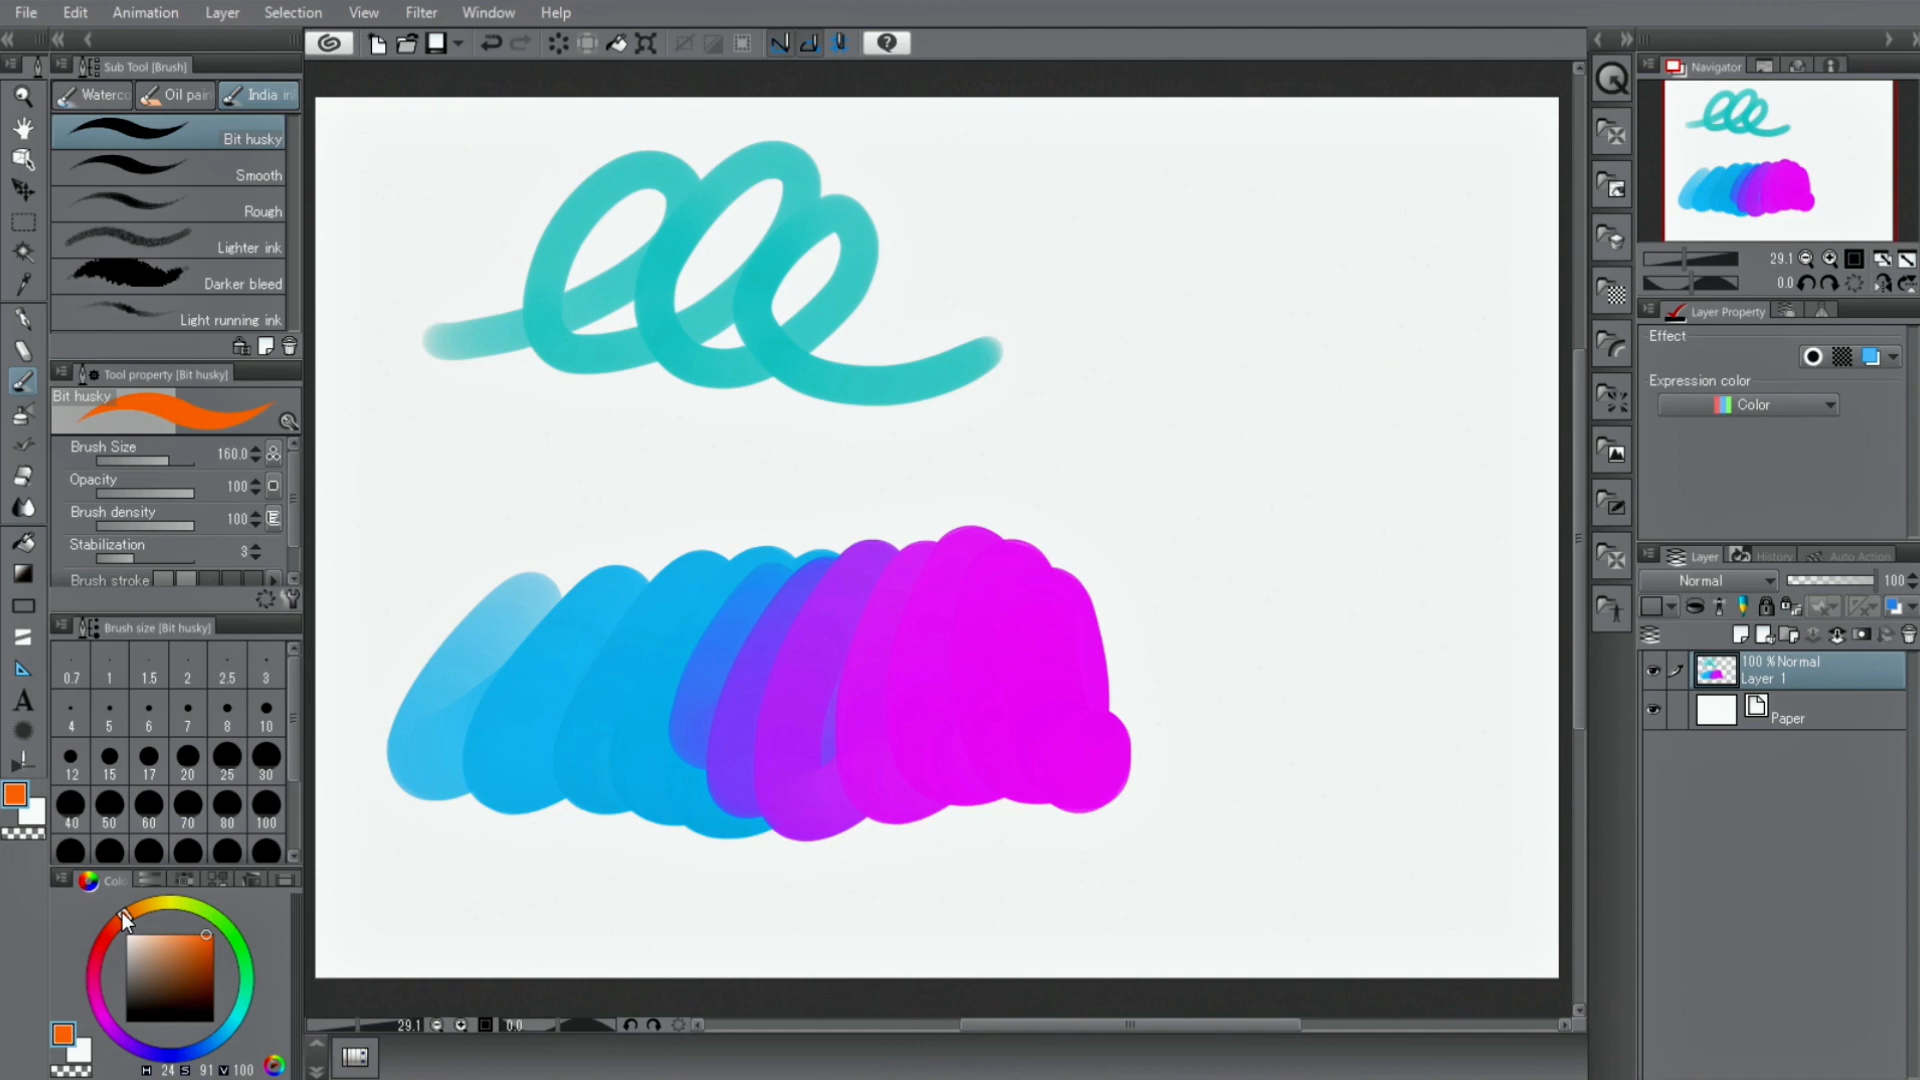 File Edit Animation Layer Selection View Filter Window Help
Sub Tool [Brush]
Waterco Oil pain India in
Bit husky
Smooth
Rough
Lighter ink
Darker bleed
Light running ink
Tool property [Bit husky]
Bit husky
Brush Size 160.0
Opacity 100
Brush density 100
Stabilization 3
Brush stroke
Brush size [Bit husky]
0.7 1 1.5 2 2.5 3
4 5 6 7 8 10
12 15 17 20 25 30
40 50 60 70 80 100
Colo
H 24 S 91 V 100
29.1 0.0
Navigator
29.1
0.0
Layer Property
Effect
Expression color
Color
Layer History Auto Action
Normal 100
100 % Normal
Layer 1
Paper